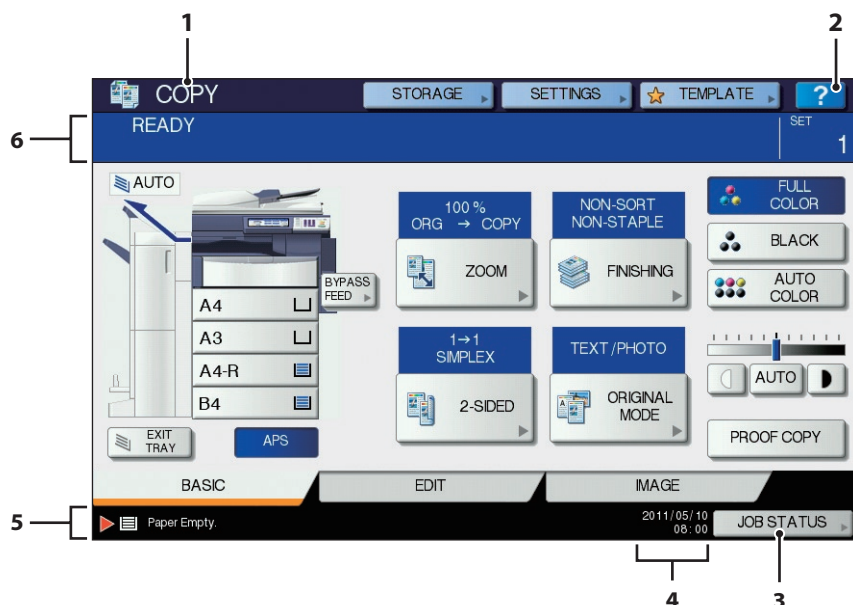 1
2
COPY
STORAGE
SETTINGS
TEMPLATE
?
6
READY
SET
1
AUTO
100 %
ORG → COPY
ZOOM
NON-SORT
NON-STAPLE
FINISHING
FULL
COLOR
BLACK
AUTO
COLOR
BYPASS
FEED
A4
A3
A4-R
B4
1→1
SIMPLEX
2-SIDED
TEXT/PHOTO
ORIGINAL
MODE
AUTO
EXIT
TRAY
APS
PROOF COPY
BASIC
EDIT
IMAGE
5
Paper Empty.
2011/05/10
08:00
JOB STATUS
4
3